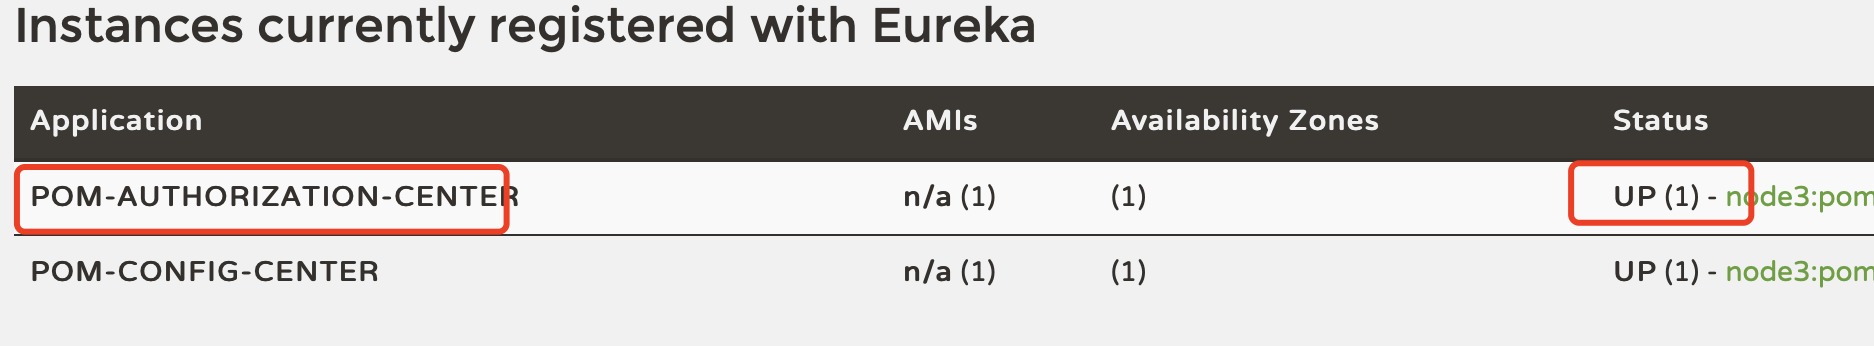 Instances currently registered with Eureka
Application AMIs Availability Zones Status
POM-AUTHORIZATION-CENTER n/a (1) (1) UP (1) - node3:pom
POM-CONFIG-CENTER n/a (1) (1) UP (1) - node3:pom